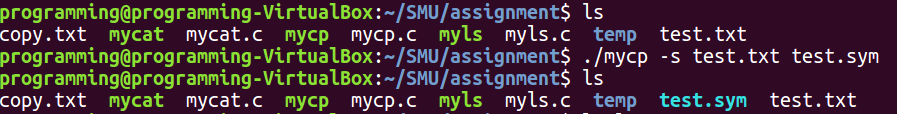 programming@programming-VirtualBox:~/SMU/assignment$ ls
copy.txt mycat mycat.c mycp mycp.c myls myls.c temp test.txt
programming@programming-VirtualBox:~/SMU/assignment$ ./mycp -s test.txt test.sym
programming@programming-VirtualBox:~/SMU/assignment$ ls
copy.txt mycat mycat.c mycp mycp.c myls myls.c temp test.sym test.txt